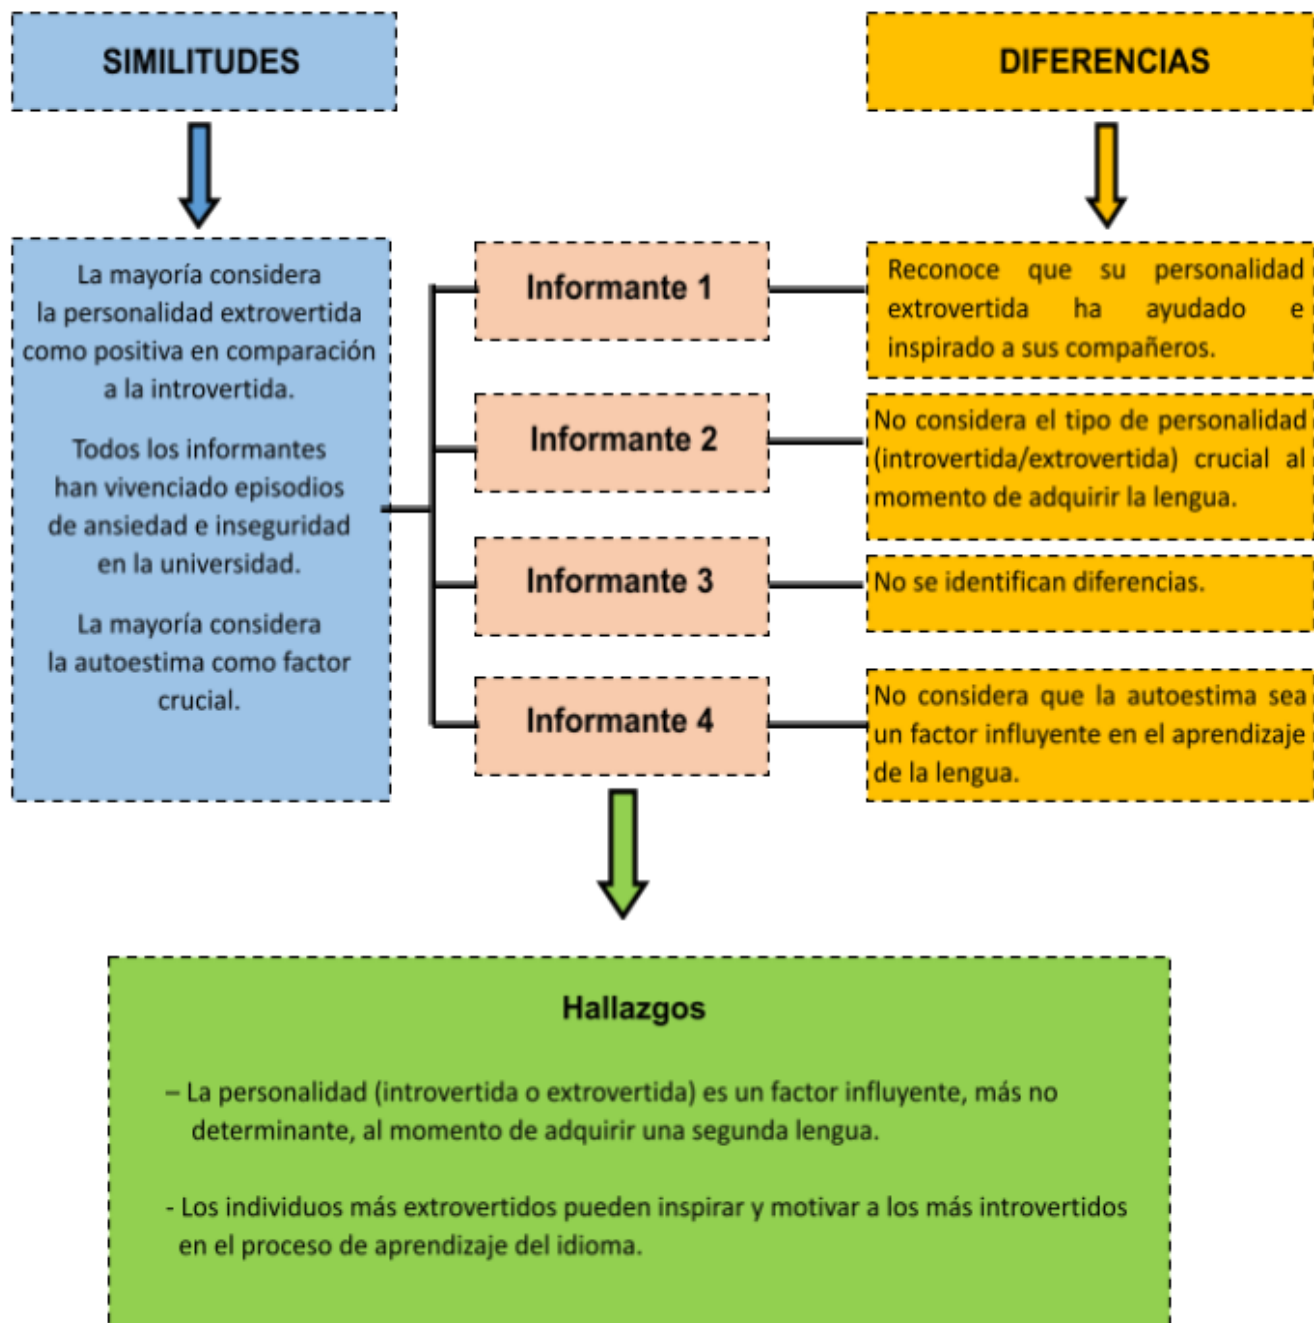 SIMILITUDES
DIFERENCIAS
La mayoría considera
la personalidad extrovertida
como positiva en comparación
a la introvertida.
Todos los informantes
han vivenciado episodios
de ansiedad e inseguridad
en la universidad.
La mayoría considera
la autoestima como factor
crucial.
Informante 1
Reconoce que su personalidad
extrovertida ha ayudado e
inspirado a sus compañeros.
Informante 2
No considera el tipo de personalidad
(introvertida/extrovertida) crucial al
momento de adquirir la lengua.
Informante 3
No se identifican diferencias.
Informante 4
No considera que la autoestima sea
un factor influyente en el aprendizaje
de la lengua.
Hallazgos
– La personalidad (introvertida o extrovertida) es un factor influyente, más no
determinante, al momento de adquirir una segunda lengua.
- Los individuos más extrovertidos pueden inspirar y motivar a los más introvertidos
en el proceso de aprendizaje del idioma.